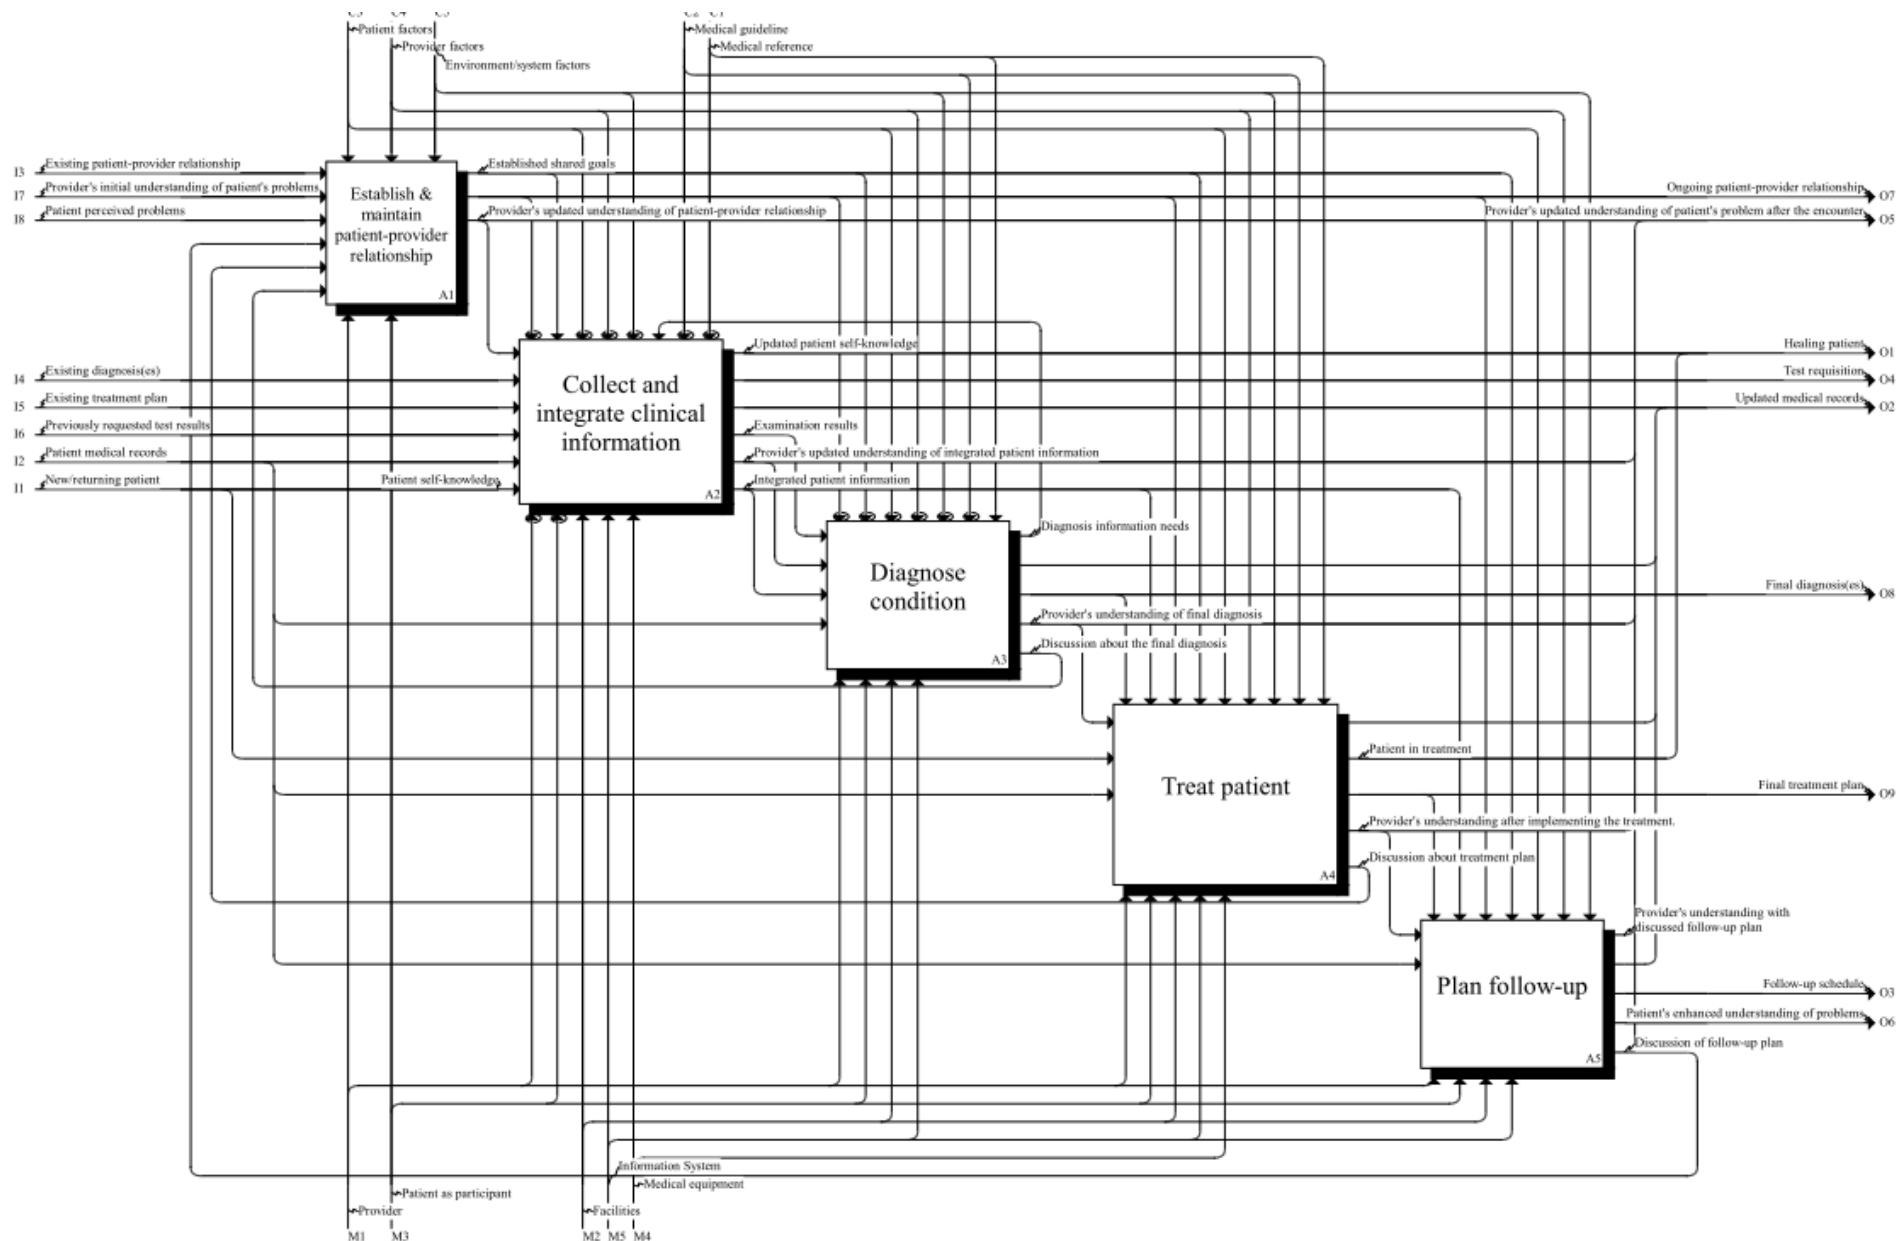 C4
C2 C1
Patient factors
Medical guideline
Provider factors
Medical reference
Environment/system factors
I3 Existing patient-provider relationship
Established shared goals
I7 Provider's initial understanding of patient's problems
Ongoing patient-provider relationship O7
I8 Patient perceived problems
Provider's updated understanding of patient-provider relationship
Provider's updated understanding of patient's problem after the encounter O5
Establish &
maintain
patient-provider
relationship
A1
Updated patient self-knowledge
Healing patient O1
I4 Existing diagnosis(es)
Test requisition O4
I5 Existing treatment plan
Updated medical records O2
I6 Previously requested test results
Examination results
I2 Patient medical records
Provider's updated understanding of integrated patient information
I1 New/returning patient
Patient self-knowledge
Integrated patient information
Collect and
integrate clinical
information
A2
Diagnosis information needs
Diagnose
condition
A3
Final diagnosis(es) O8
Provider's understanding of final diagnosis
Discussion about the final diagnosis
Treat patient
A4
Patient in treatment
Final treatment plan O9
Provider's understanding after implementing the treatment.
Discussion about treatment plan
Provider's understanding with
discussed follow-up plan
Plan follow-up
A5
Follow-up schedule O3
Patient's enhanced understanding of problems O6
Discussion of follow-up plan
Information System
Medical equipment
Patient as participant
Provider
Facilities
M1 M3 M2 M5 M4